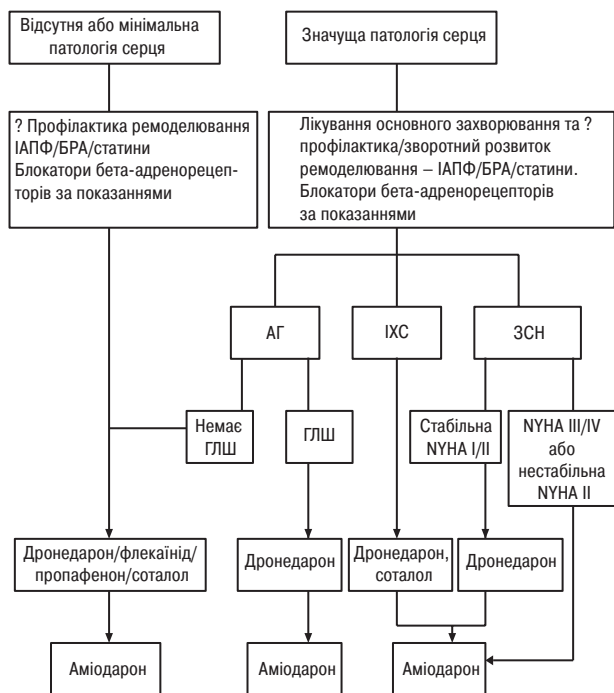 Відсутня або мінімальна
патологія серця
Значуща патологія серця
? Профілактика ремоделювання
ІАПФ/БРА/статини
Блокатори бета-адренорецеп-
торів за показаннями
Лікування основного захворювання та ?
профілактика/зворотний розвиток
ремоделювання – ІАПФ/БРА/статини.
Блокатори бета-адренорецепторів
за показаннями
АГ
ІХС
ЗСН
Немає
ГЛШ
ГЛШ
Стабільна
NYHA I/II
NYHA III/IV
або
нестабільна
NYHA II
Дронедарон/флекаїнід/
пропафенон/соталол
Дронедарон
Дронедарон,
соталол
Дронедарон
Аміодарон
Аміодарон
Аміодарон